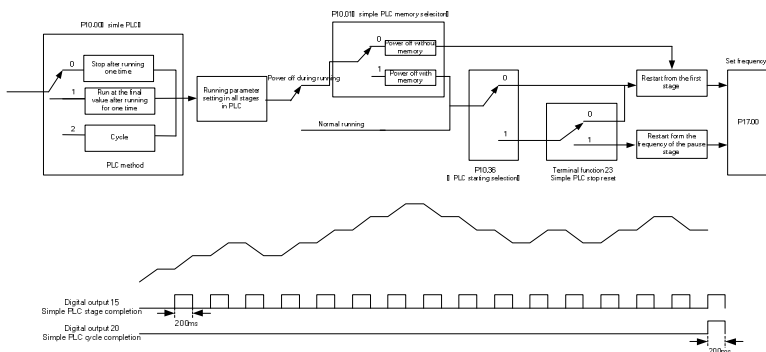 P10.00〖 simle PLC〗
0
Stop after running
one time
1
Run at the final
value after running
for one time
2
Cycle
PLC method
Running parameter
setting in all stages
in PLC
Power off during running
Normal running
P10.01〖 simple PLC memory selection〗
0
Power off without
memory
1
Power off with
memory
0
1
P10.36
〖 PLC starting selection〗
0
1
Terminal function 23
Simple PLC stop reset
Restart from the first
stage
Restart form the
frequency of the pause
stage
Set frequency
P17.00
Digital output 15
Simple PLC stage completion
200ms
Digital output 20
Simple PLC cycle completion
200ms